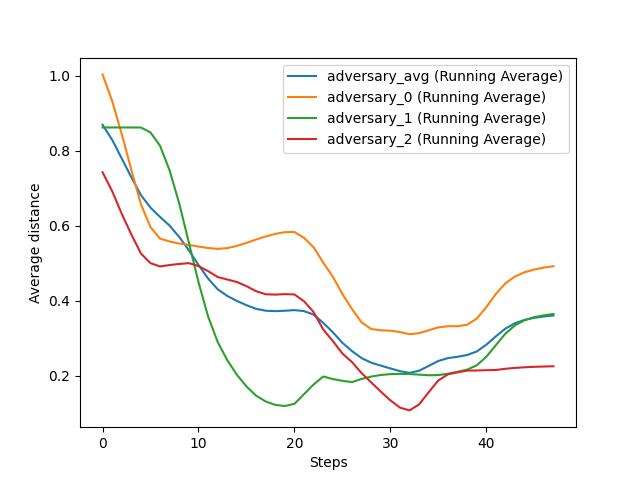 adversary_avg (Running Average)
adversary_0 (Running Average)
adversary_1 (Running Average)
adversary_2 (Running Average)
1.0
0.8
0.6
0.4
0.2
Average distance
0
10
20
30
40
Steps